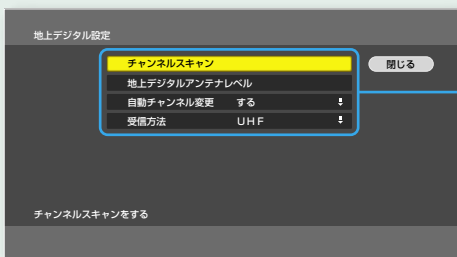 地上デジタル設定
チャンネルスキャン
閉じる
地上デジタルアンテナレベル
自動チャンネル変更 する
受信方法 UHF
チャンネルスキャンをする